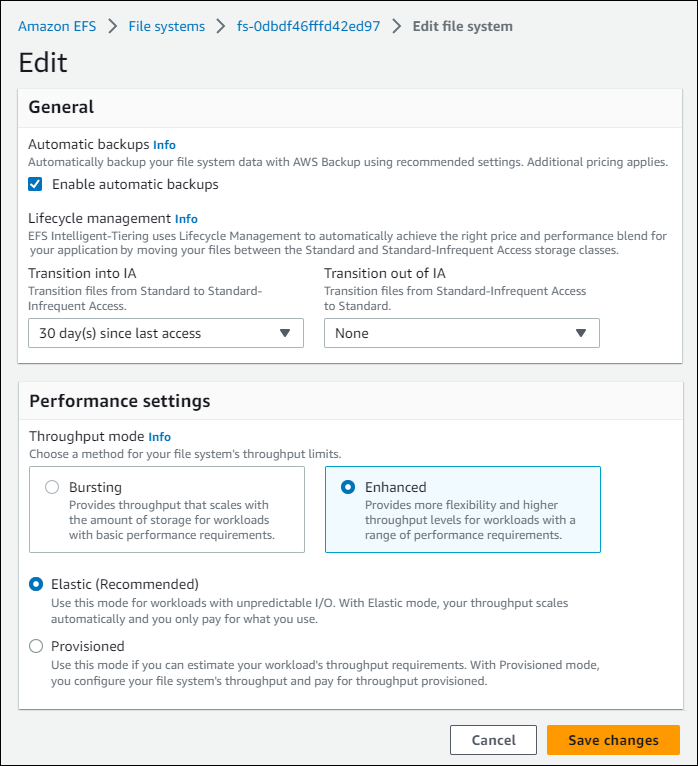 Amazon EFS > File systems > fs-0dbdf46fffd42ed97 > Edit file system
Edit
General
Automatic backups Info
Automatically backup your file system data with AWS Backup using recommended settings. Additional pricing applies.
Enable automatic backups
Lifecycle management Info
EFS Intelligent-Tiering uses Lifecycle Management to automatically achieve the right price and performance blend for
your application by moving your files between the Standard and Standard-Infrequent Access storage classes.
Transition into IA
Transition files from Standard to Standard-
Infrequent Access.
30 day(s) since last access
Transition out of IA
Transition files from Standard-Infrequent Access
to Standard.
None
Performance settings
Throughput mode Info
Choose a method for your file system's throughput limits.
Bursting
Provides throughput that scales with
the amount of storage for workloads
with basic performance requirements.
Enhanced
Provides more flexibility and higher
throughput levels for workloads with a
range of performance requirements.
Elastic (Recommended)
Use this mode for workloads with unpredictable I/O. With Elastic mode, your throughput scales
automatically and you only pay for what you use.
Provisioned
Use this mode if you can estimate your workload's throughput requirements. With Provisioned mode,
you configure your file system's throughput and pay for throughput provisioned.
Cancel
Save changes